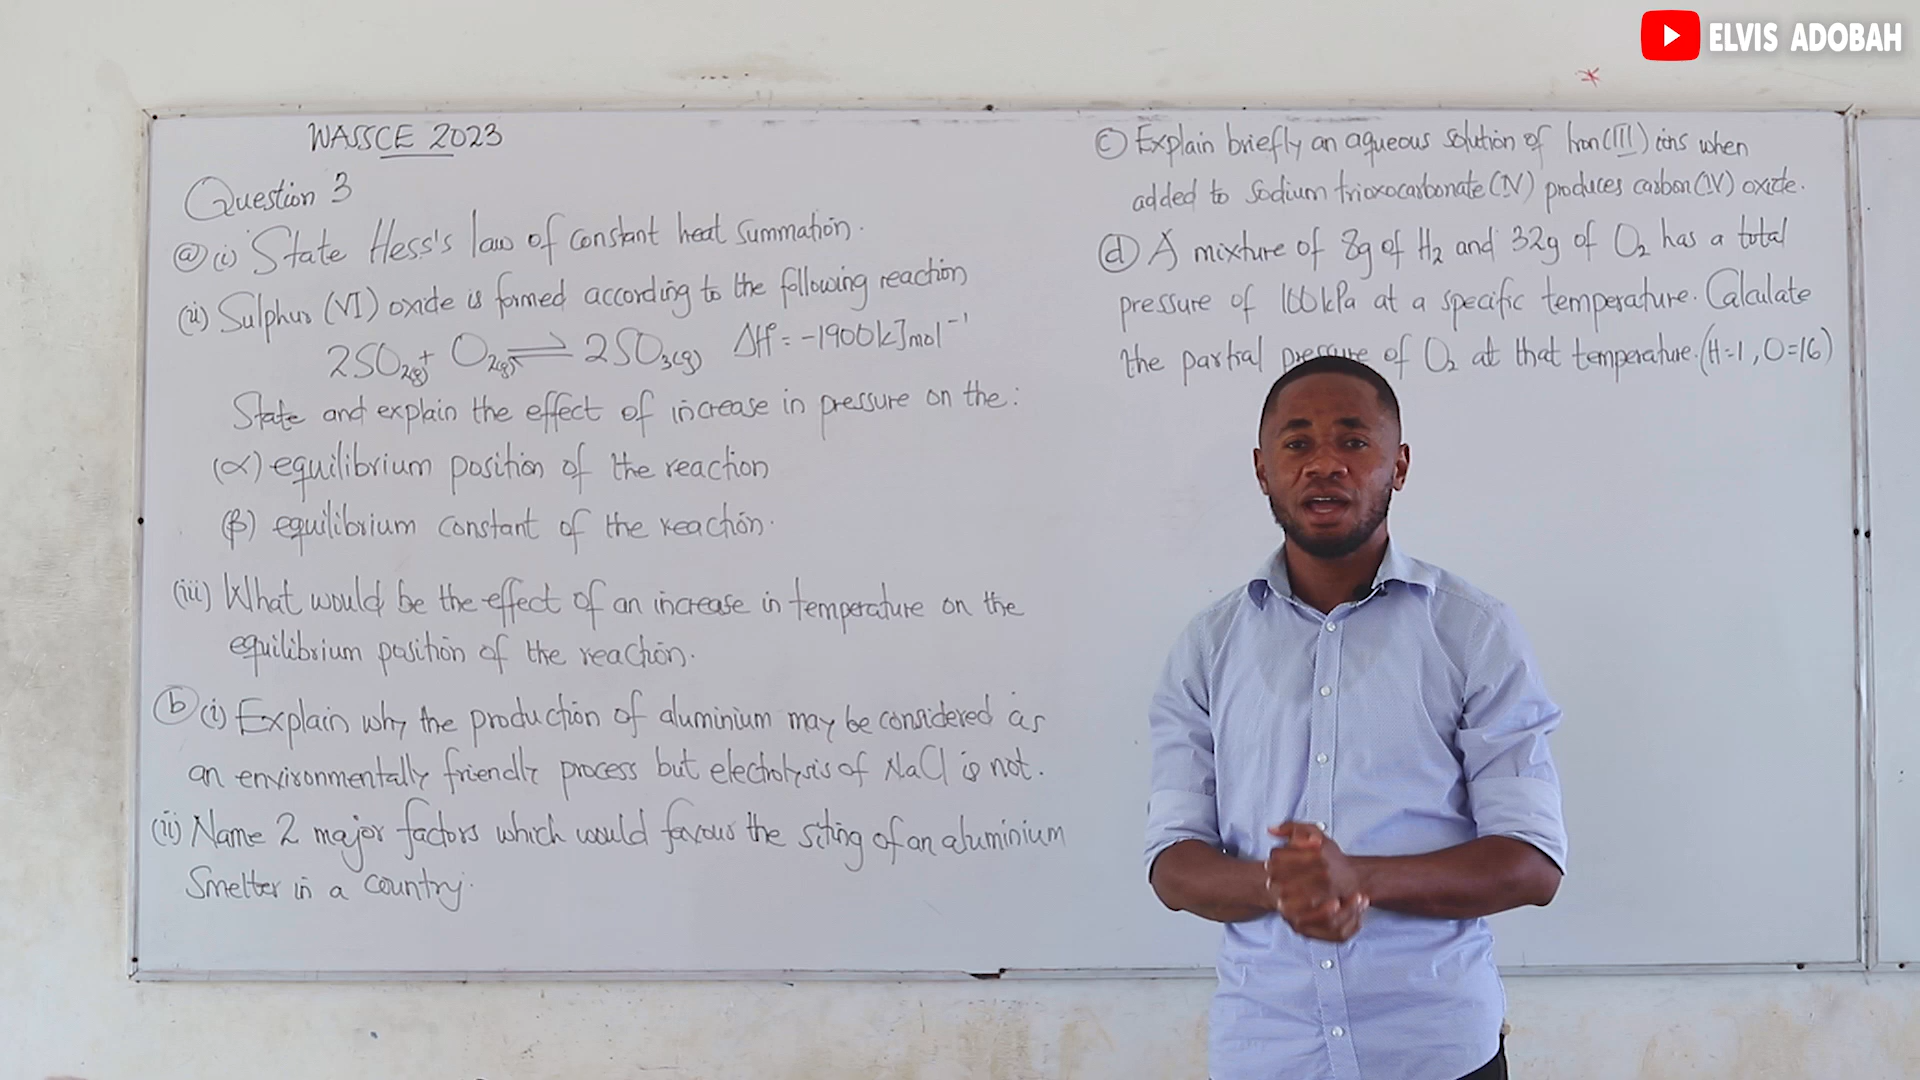 ELVIS ADOBAH
WASSCE 2023
Question 3
(a) (i) State Hess's law of constant heat summation.
(ii) Sulphur (VI) oxide is formed according to the following reaction
2SO2(g) + O2(g) ⇌ 2SO3(g) ΔHᶿ = -1900kJmol⁻¹
State and explain the effect of increase in pressure on the:
(α) equilibrium position of the reaction
(β) equilibrium constant of the reaction.
(iii) What would be the effect of an increase in temperature on the
equilibrium position of the reaction.
(b) (i) Explain why the production of aluminium may be considered as
an environmentally friendly process but electrolysis of NaCl is not.
(ii) Name 2 major factors which would favour the siting of an aluminium
Smelter in a country.
(c) Explain briefly an aqueous solution of Iron(III) ions when
added to Sodium trioxocarbonate(IV) produces carbon(IV) oxide.
(d) A mixture of 8g of H2 and 32g of O2 has a total
pressure of 100kPa at a specific temperature. Calculate
the partial pressure of O2 at that temperature. (H=1, O=16)